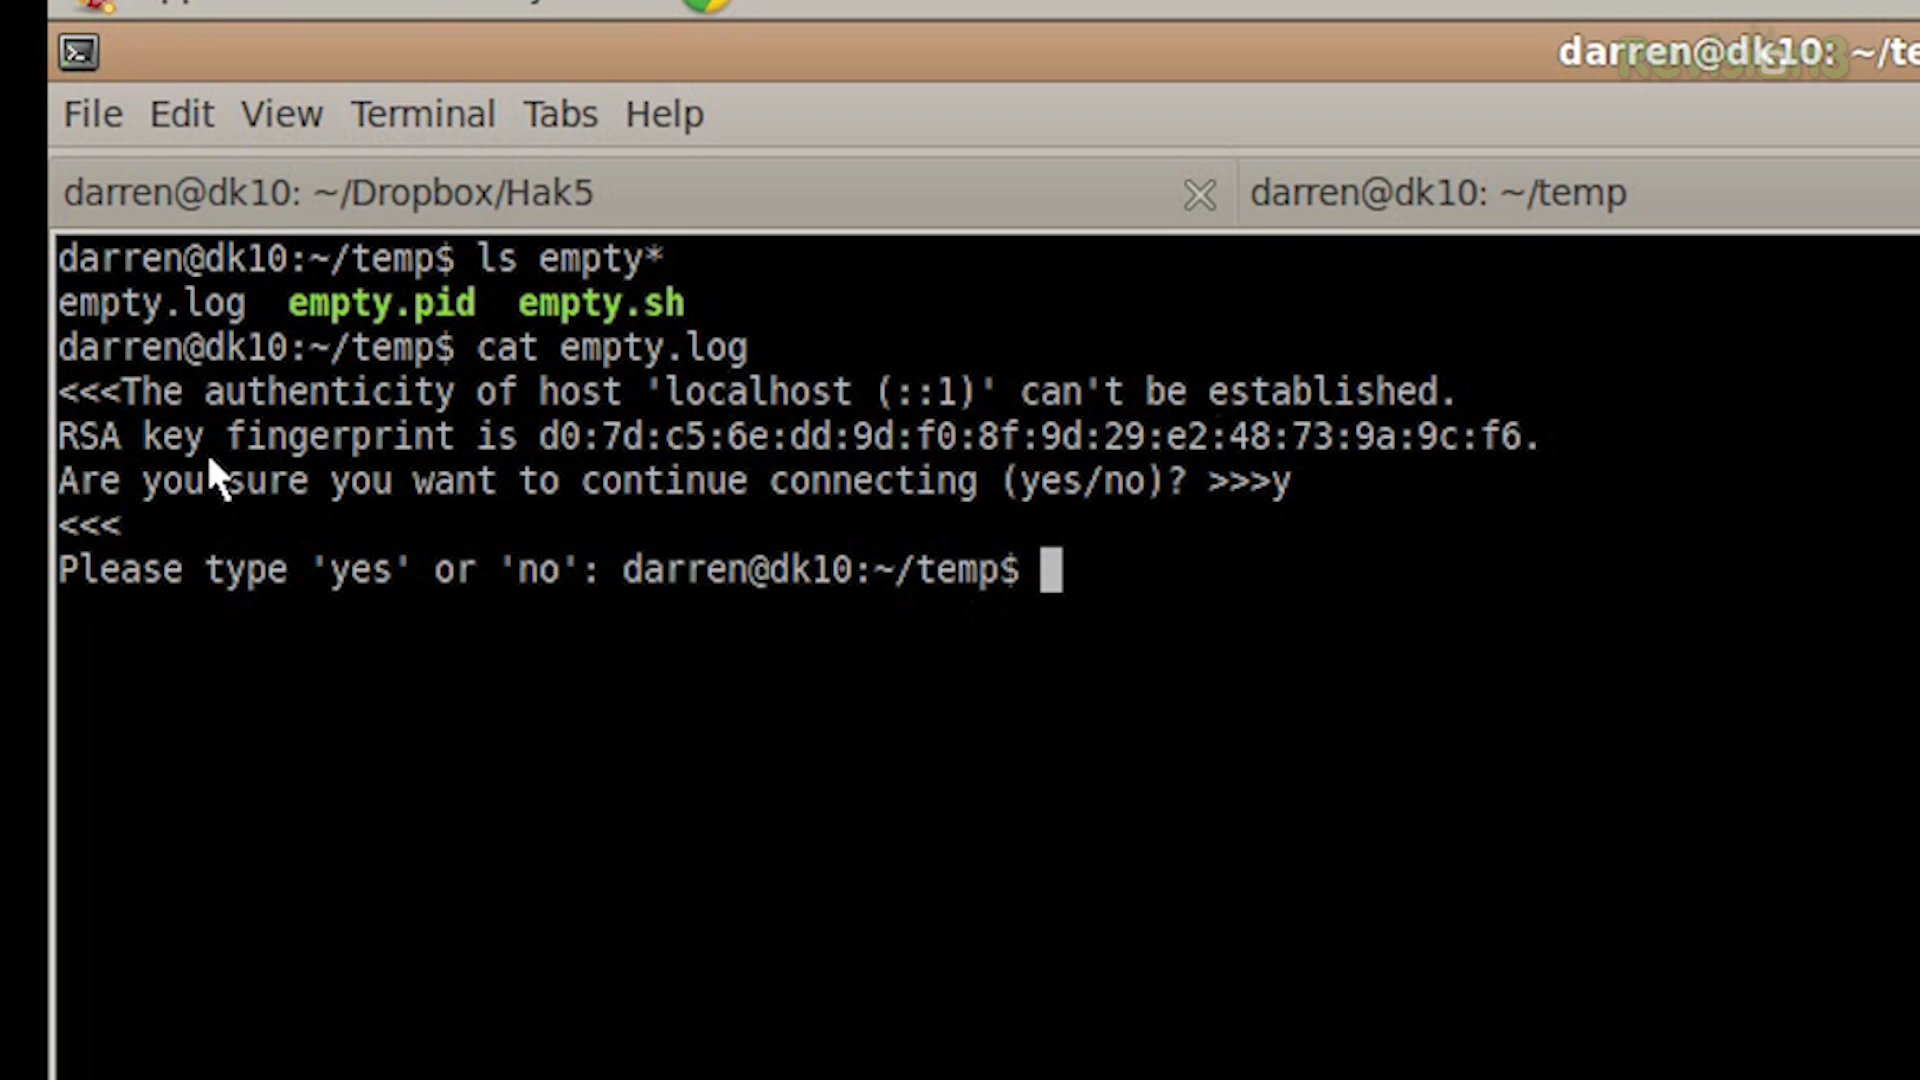 darren@dk10: ~/te
File Edit View Terminal Tabs Help
darren@dk10: ~/Dropbox/Hak5
darren@dk10: ~/temp
darren@dk10:~/temp$ ls empty*
empty.log empty.pid empty.sh
darren@dk10:~/temp$ cat empty.log
<<<The authenticity of host 'localhost (::1)' can't be established.
RSA key fingerprint is d0:7d:c5:6e:dd:9d:f0:8f:9d:29:e2:48:73:9a:9c:f6.
Are you sure you want to continue connecting (yes/no)? >>>y
<<<
Please type 'yes' or 'no': darren@dk10:~/temp$